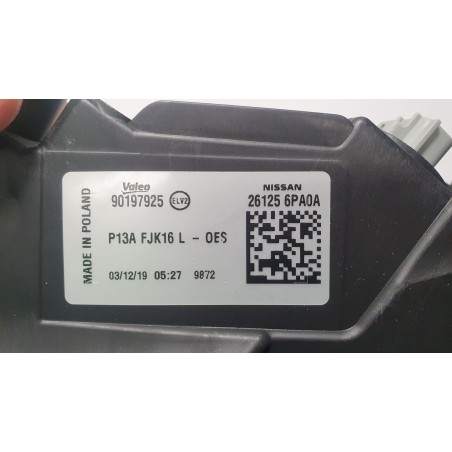 MADE IN POLAND
Valeo
90197925 ELV2
NISSAN
26125 6PA0A
P13A FJK16 L - OES
03/12/19 05:27 9872